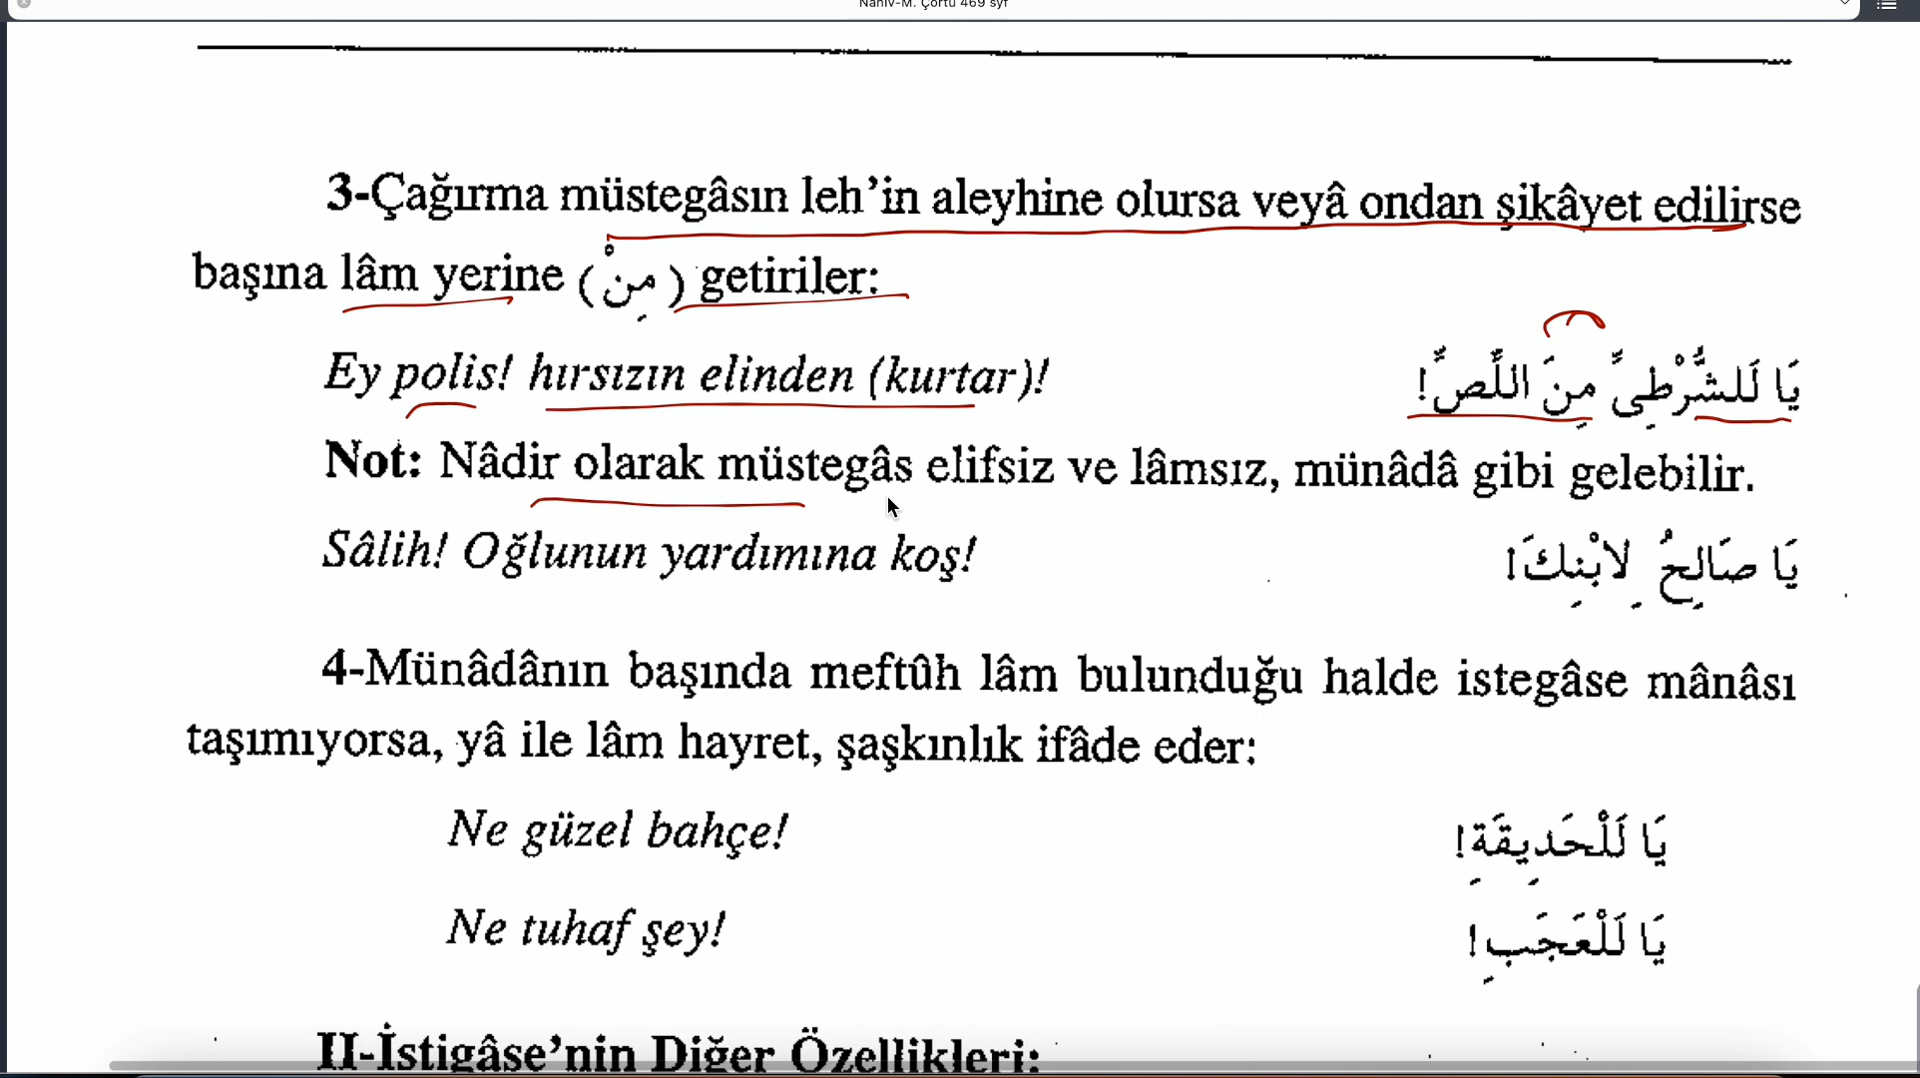 Nahiv-M. Çörtü 469 syf
3-Çağırma müstegâsın leh'in aleyhine olursa veyâ ondan şikâyet edilirse
başına lâm yerine (مِنْ) getiriler:
Ey polis! hırsızın elinden (kurtar)! يَا لَلشُّرْطِىِّ مِنَ اللِّصِّ!
Not: Nâdir olarak müstegâs elifsiz ve lâmsız, münâdâ gibi gelebilir.
Sâlih! Oğlunun yardımına koş! يَا صَالِحُ لِابْنِكَ!
4-Münâdânın başında meftûh lâm bulunduğu halde istegâse mânâsı
taşımıyorsa, yâ ile lâm hayret, şaşkınlık ifâde eder:
Ne güzel bahçe! يَا لَلْحَدِيقَةِ!
Ne tuhaf şey! يَا لَلْعَجَبِ!
II-İstigâse'nin Diğer Özellikleri: